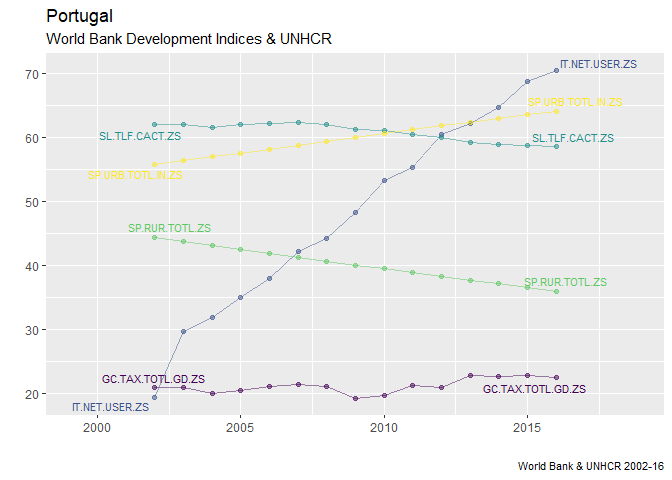 Portugal
World Bank Development Indices & UNHCR
70
60
50
40
30
20
IT.NET.USER.ZS
SP.URB.TOTL.IN.ZS
SL.TLF.CACT.ZS
SL.TLF.CACT.ZS
SP.URB.TOTL.IN.ZS
SP.RUR.TOTL.ZS
SP.RUR.TOTL.ZS
GC.TAX.TOTL.GD.ZS
GC.TAX.TOTL.GD.ZS
IT.NET.USER.ZS
2000 2005 2010 2015
World Bank & UNHCR 2002-16